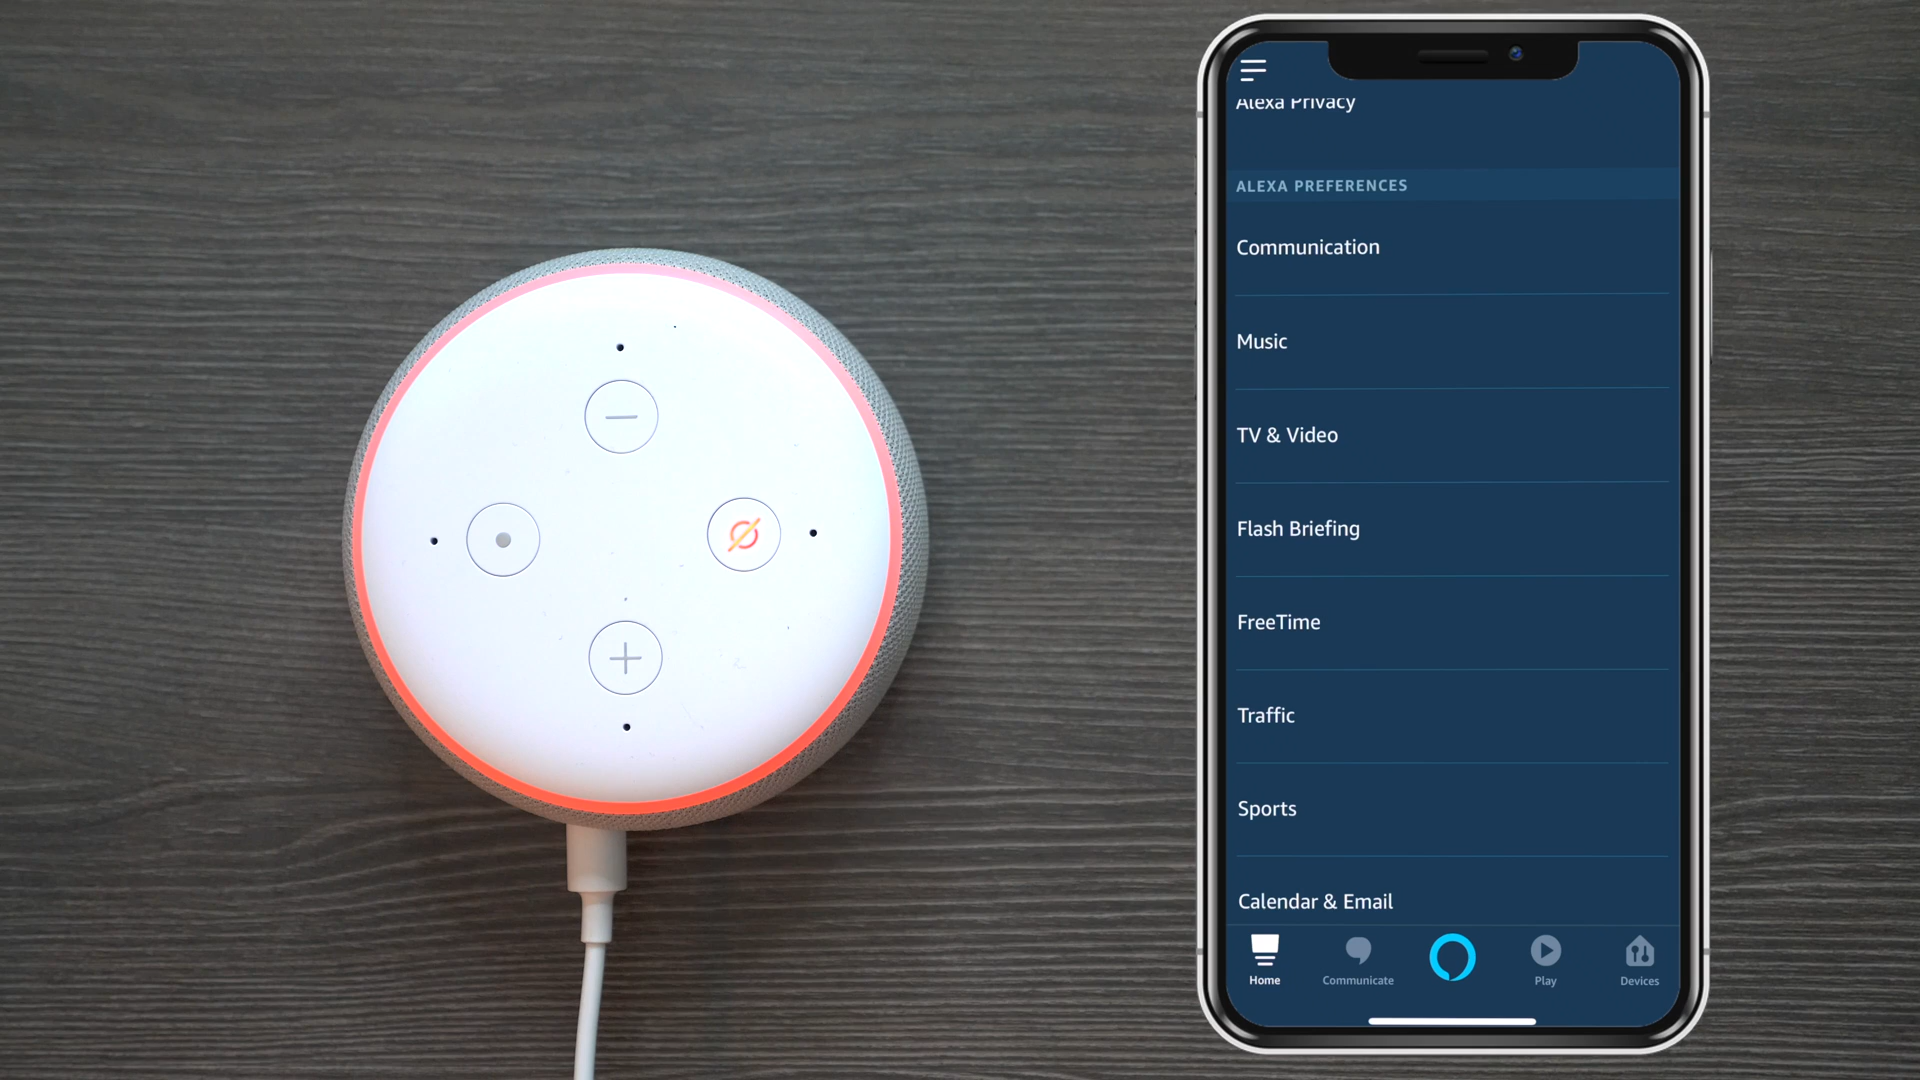 Alexa Privacy
ALEXA PREFERENCES
Communication
Music
TV & Video
Flash Briefing
FreeTime
Traffic
Sports
Calendar & Email
Home
Communicate
Play
Devices